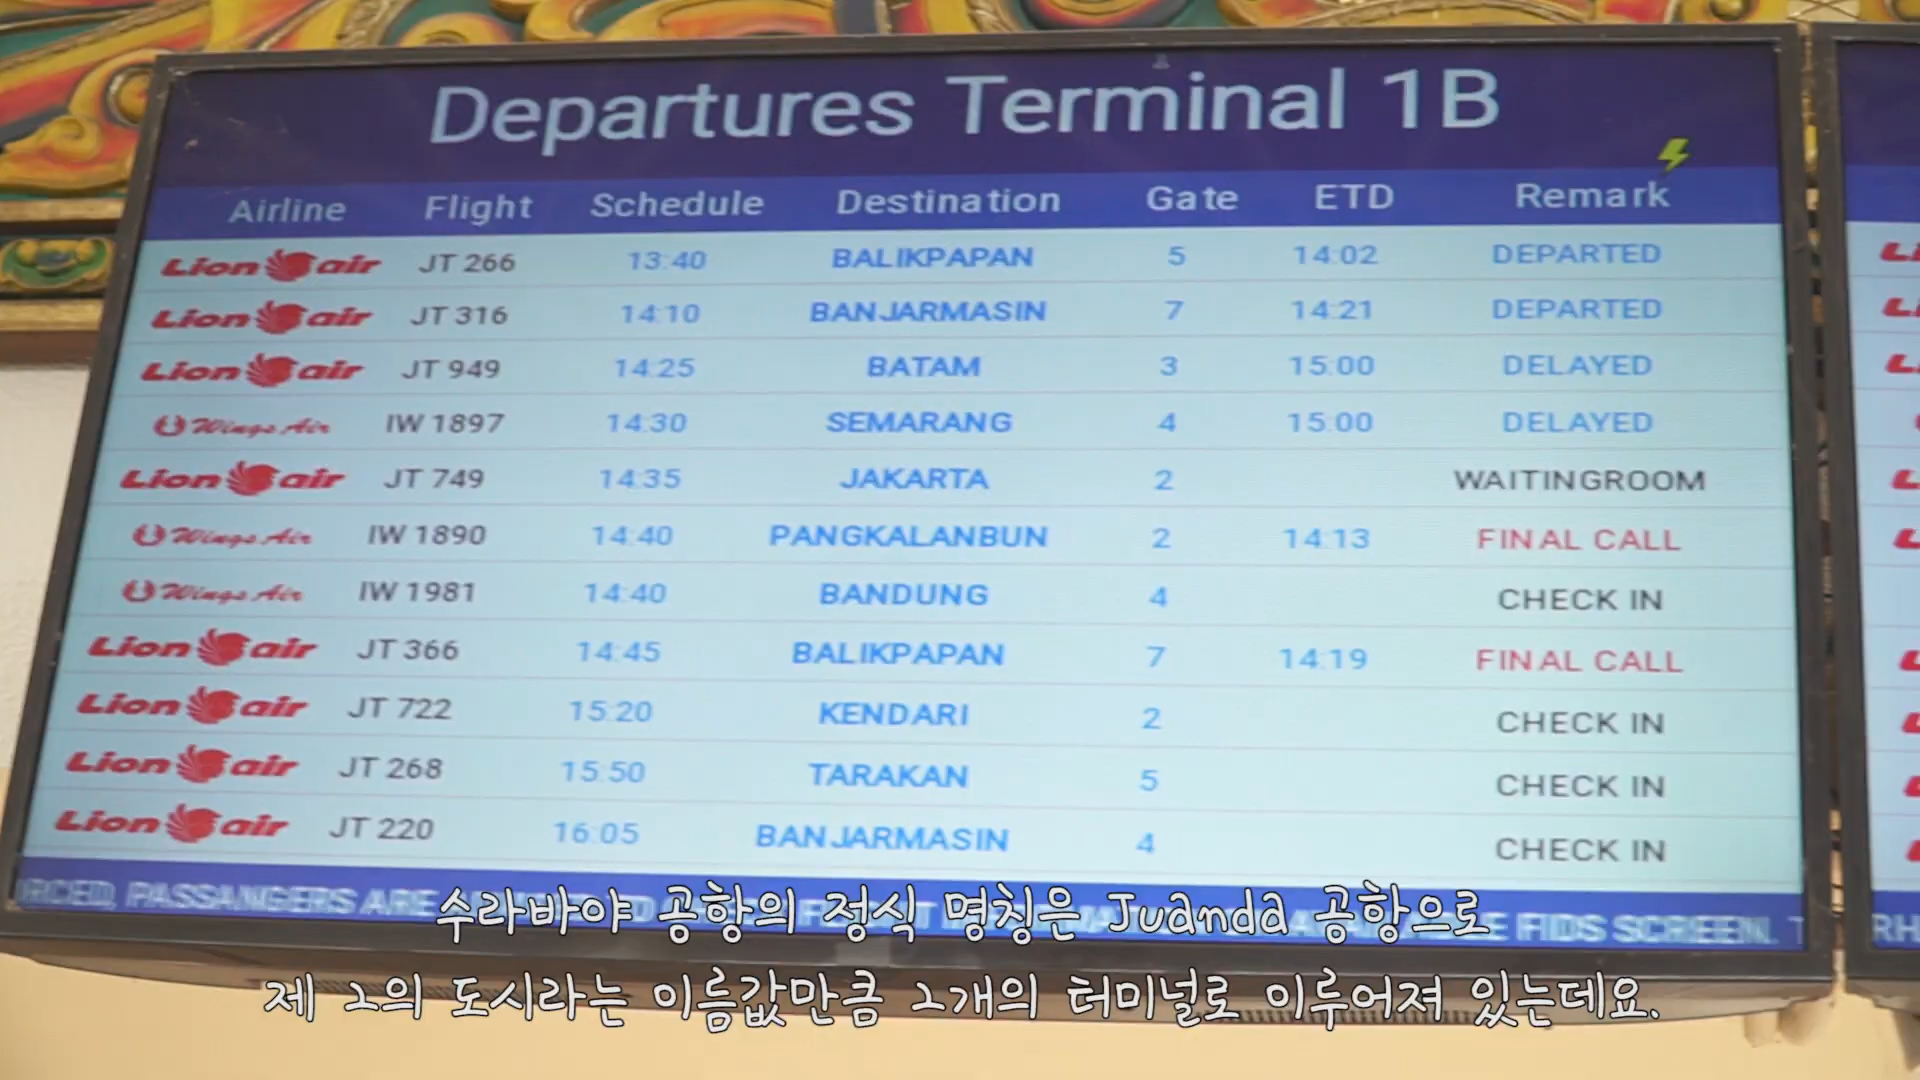 Departures Terminal 1B
Airline Flight Schedule Destination Gate ETD Remark
Lion air JT 266 13:40 BALIKPAPAN 5 14:02 DEPARTED
Lion air JT 316 14:10 BANJARMASIN 7 14:21 DEPARTED
Lion air JT 949 14:25 BATAM 3 15:00 DELAYED
Wings Air IW 1897 14:30 SEMARANG 4 15:00 DELAYED
Lion air JT 749 14:35 JAKARTA 2 WAITINGROOM
Wings Air IW 1890 14:40 PANGKALANBUN 2 14:13 FINAL CALL
Wings Air IW 1981 14:40 BANDUNG 4 CHECK IN
Lion air JT 366 14:45 BALIKPAPAN 7 14:19 FINAL CALL
Lion air JT 722 15:20 KENDARI 2 CHECK IN
Lion air JT 268 15:50 TARAKAN 5 CHECK IN
Lion air JT 220 16:05 BANJARMASIN 4 CHECK IN
PASSANGERS ARE FIDS SCREEN.
수라바야 공항의 정식 명칭은 Juanda 공항으로
제 2의 도시라는 이름값만큼 2개의 터미널로 이루어져 있는데요.